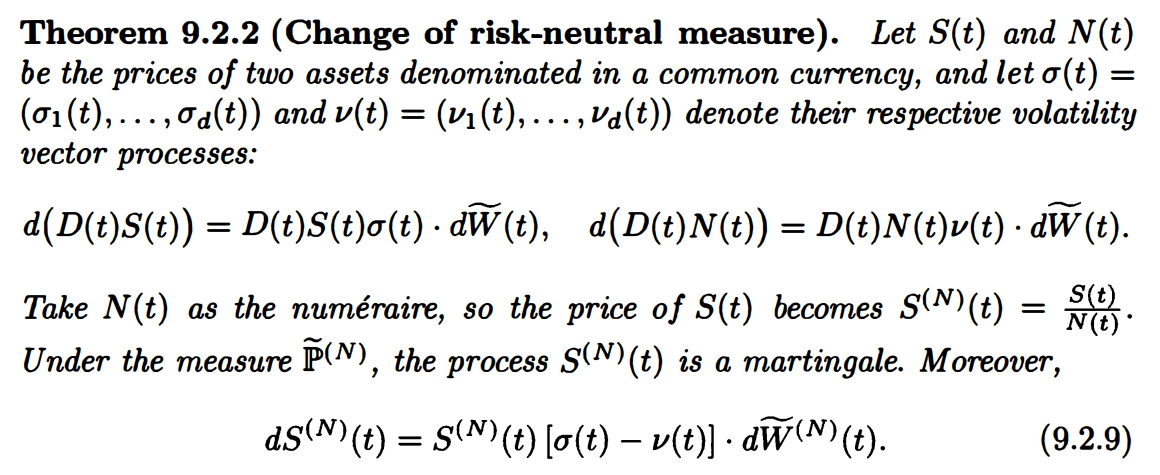 Theorem 9.2.2 (Change of risk-neutral measure). Let S(t) and N(t)
be the prices of two assets denominated in a common currency, and let σ(t) =
(σ₁(t), . . . , σ_d(t)) and ν(t) = (ν₁(t), . . . , ν_d(t)) denote their respective volatility
vector processes:
d(D(t)S(t)) = D(t)S(t)σ(t) · dW̃(t), d(D(t)N(t)) = D(t)N(t)ν(t) · dW̃(t).
Take N(t) as the numéraire, so the price of S(t) becomes S^(N)(t) = S(t)/N(t).
Under the measure P̃^(N), the process S^(N)(t) is a martingale. Moreover,
dS^(N)(t) = S^(N)(t) [σ(t) − ν(t)] · dW̃^(N)(t). (9.2.9)